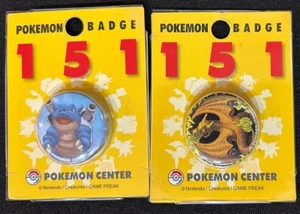 POKEMON BADGE
151
POKEMON CENTER
© Nintendo / Creatures / GAME FREAK
POKEMON BADGE
151
POKEMON CENTER
© Nintendo / Creatures / GAME FREAK